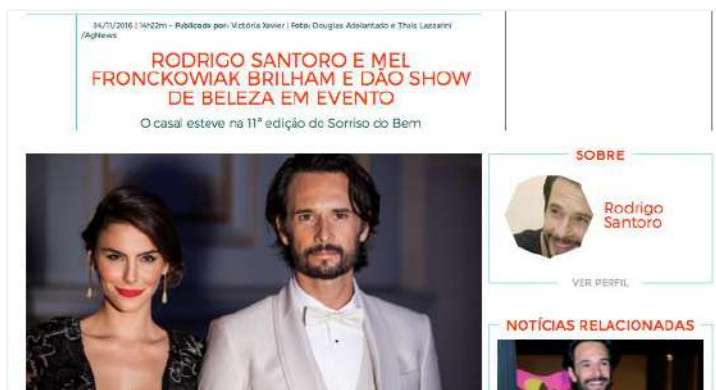 04/11/2016 | 14h22m - Publicado por: Victória Xavier | Foto: Douglas Adelantado e Thaís Lazzarini
/AgNews
RODRIGO SANTORO E MEL
FRONCKOWIAK BRILHAM E DÃO SHOW
DE BELEZA EM EVENTO
O casal esteve na 11ª edição do Sorriso do Bem
SOBRE
Rodrigo
Santoro
VER PERFIL
NOTÍCIAS RELACIONADAS